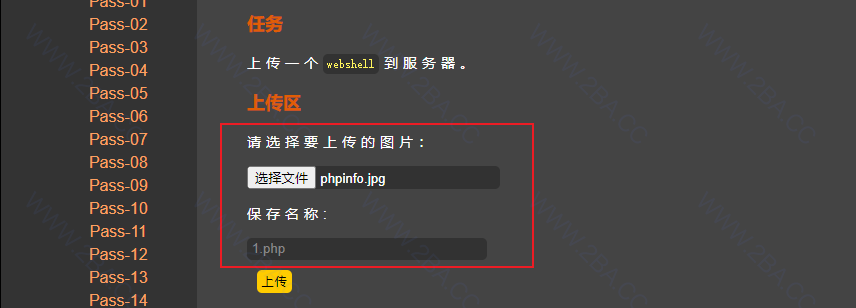 Pass-01
Pass-02
Pass-03
Pass-04
Pass-05
Pass-06
Pass-07
Pass-08
Pass-09
Pass-10
Pass-11
Pass-12
Pass-13
Pass-14
任务
上传一个 webshell 到服务器。
上传区
请选择要上传的图片：
选择文件 phpinfo.jpg
保存名称:
1.php
上传